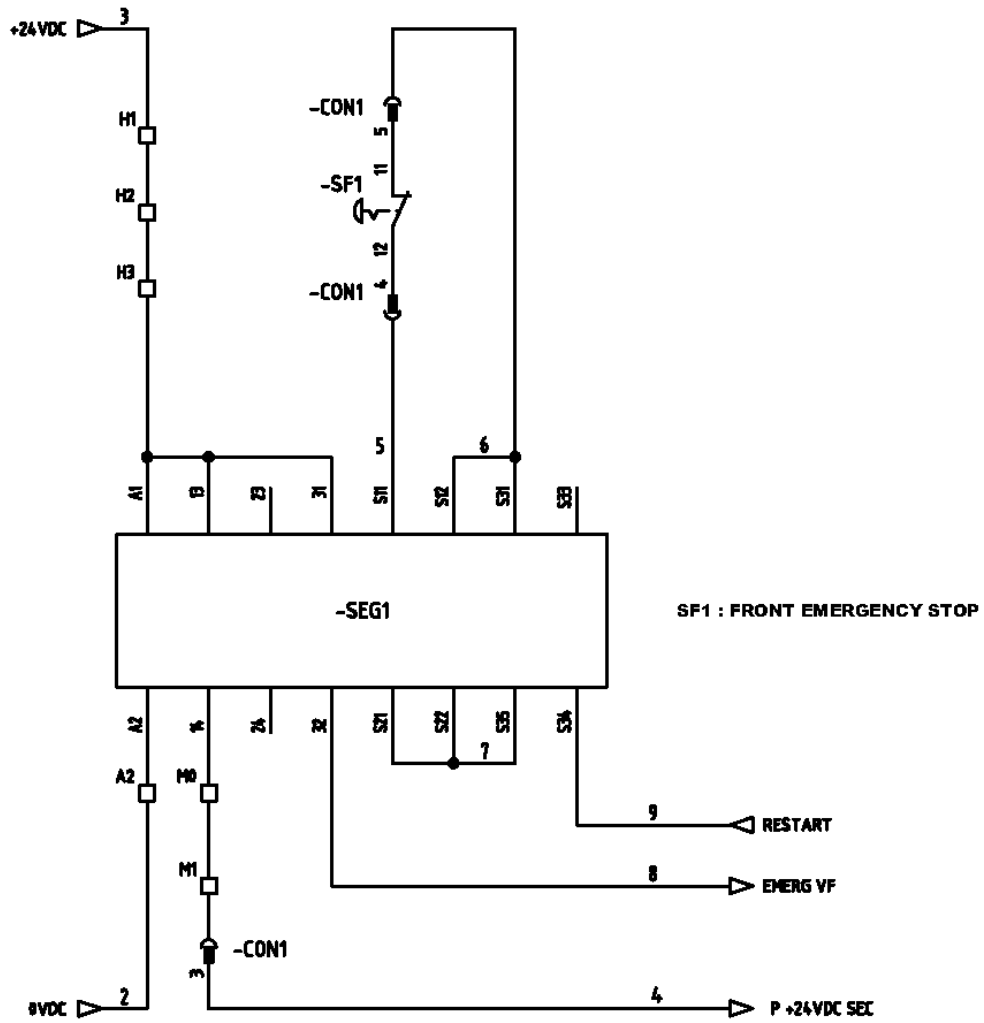 +24VDC 3
H1
H2
H3
-CON1
5
11
-SF1
12
4
-CON1
5
6
A1 13 23 31 S11 S12 S31 S33
-SEG1
SF1 : FRONT EMERGENCY STOP
A2 14 24 32 S21 S22 S35 S34
7
A2 M0
9 RESTART
M1
8 EMERG VF
-CON1
3
0VDC 2
4 P +24VDC SEC